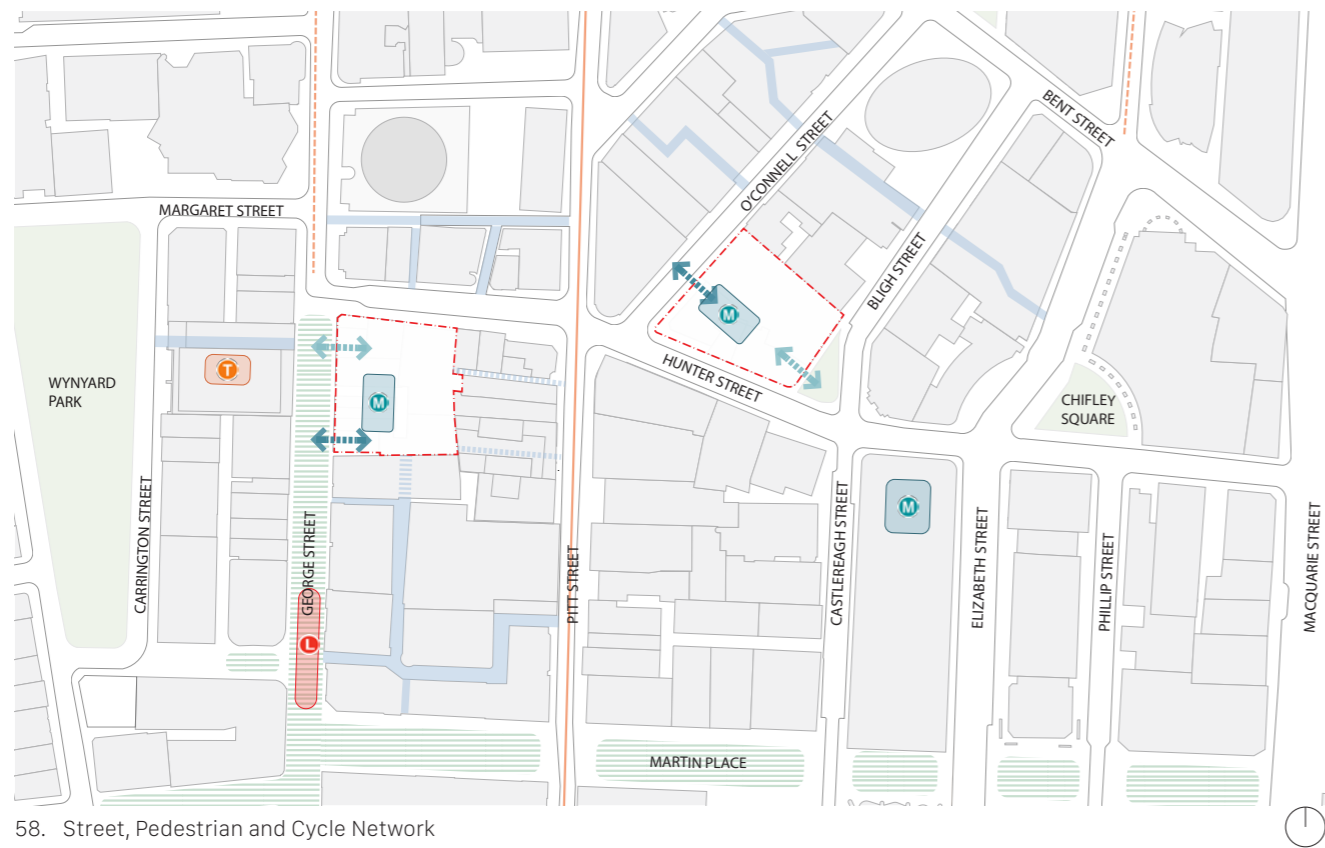 BENT STREET
O'CONNELL STREET
MARGARET STREET
BLIGH STREET
M
HUNTER STREET
T
WYNYARD
PARK
M
CHIFLEY
SQUARE
CARRINGTON STREET
GEORGE STREET
PITT STREET
CASTLEREAGH STREET
M
ELIZABETH STREET
PHILLIP STREET
MACQUARIE STREET
L
MARTIN PLACE
58. Street, Pedestrian and Cycle Network